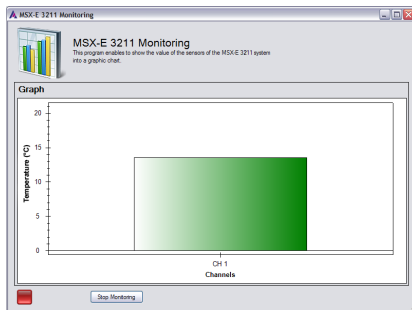 MSX-E 3211 Monitoring
MSX-E 3211 Monitoring
This program enables to show the value of the sensors of the MSX-E 3211 system
into a graphic chart.
Graph
Temperature (°C)
20
15
10
5
0
CH 1
Channels
Stop Monitoring